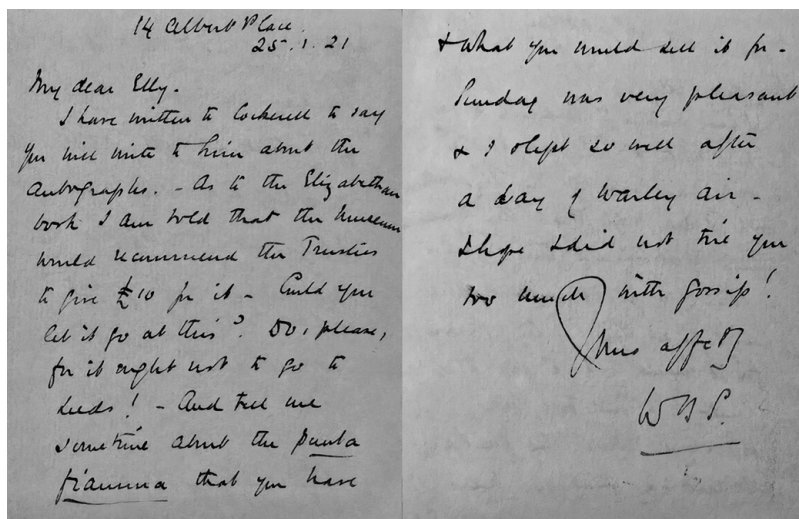 14 Albert Place.
25.1.21
My dear Elly.
I have written to Cockerell to say
you will write to him about the
autographs. - As to the Elizabethan
book I am told that the Museum
would recommend the Trustees
to give £10 for it - Could you
let it go at this? Do, please,
for it ought not to go to
Leeds! - And tell me
sometime about the punta
fiamma that you have
& what you would sell it for -
Sunday was very pleasant
& I slept so well after
a day of Warley air -
I hope I did not tire you
too much with gossip!
Yours affetly